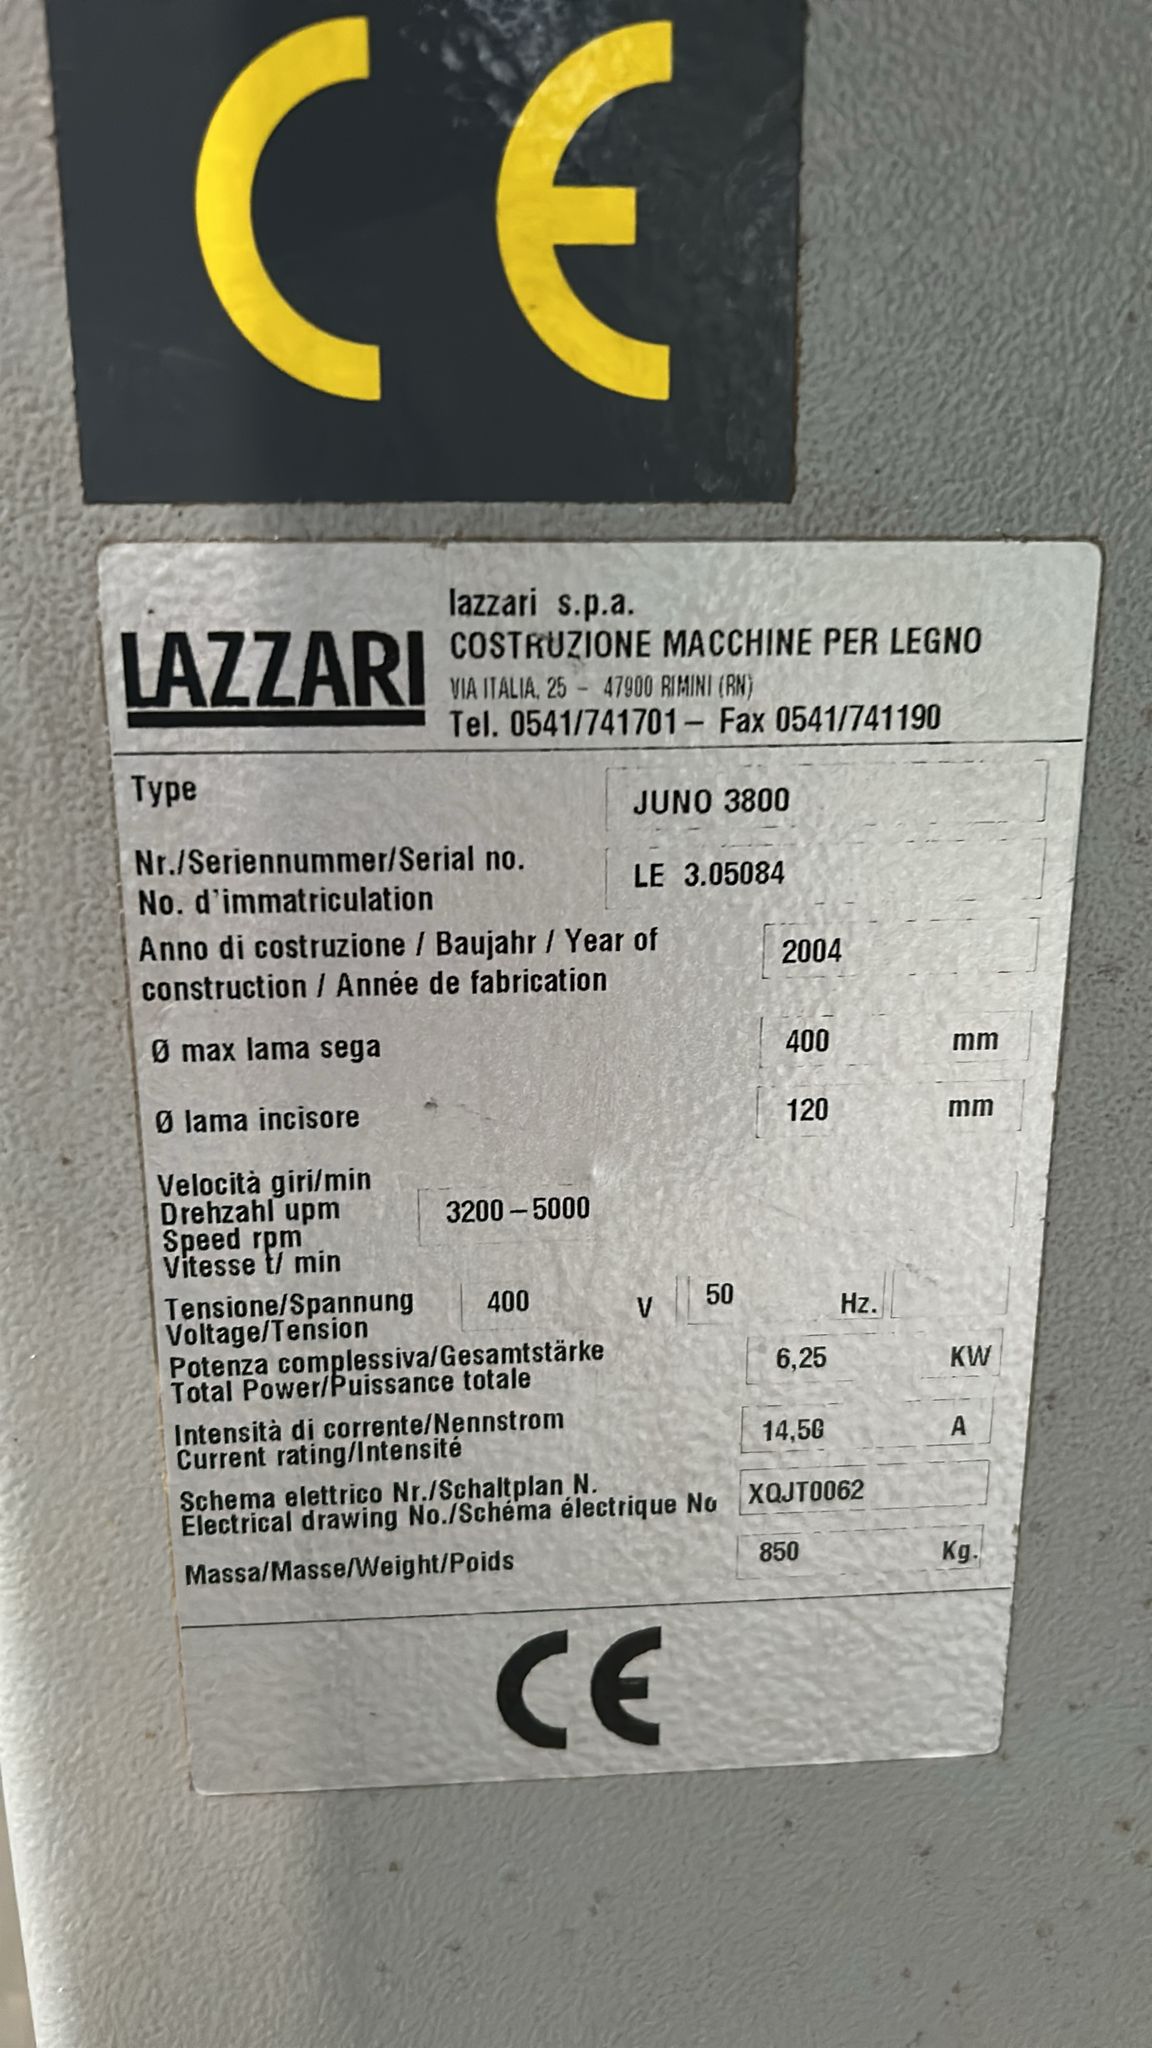 CE
LAZZARI
lazzari s.p.a.
COSTRUZIONE MACCHINE PER LEGNO
VIA ITALIA, 25 – 47900 RIMINI (RN)
Tel. 0541/741701 – Fax 0541/741190
Type JUNO 3800
Nr./Seriennummer/Serial no.
No. d'immatriculation LE 3.05084
Anno di costruzione / Baujahr / Year of
construction / Année de fabrication 2004
Ø max lama sega 400 mm
Ø lama incisore 120 mm
Velocità giri/min
Drehzahl upm
Speed rpm
Vitesse t/ min 3200 – 5000
Tensione/Spannung
Voltage/Tension 400 V 50 Hz.
Potenza complessiva/Gesamtstärke
Total Power/Puissance totale 6,25 KW
Intensità di corrente/Nennstrom
Current rating/Intensité 14,50 A
Schema elettrico Nr./Schaltplan N.
Electrical drawing No./Schéma électrique No XQJT0062
Massa/Masse/Weight/Poids 850 Kg.
CE